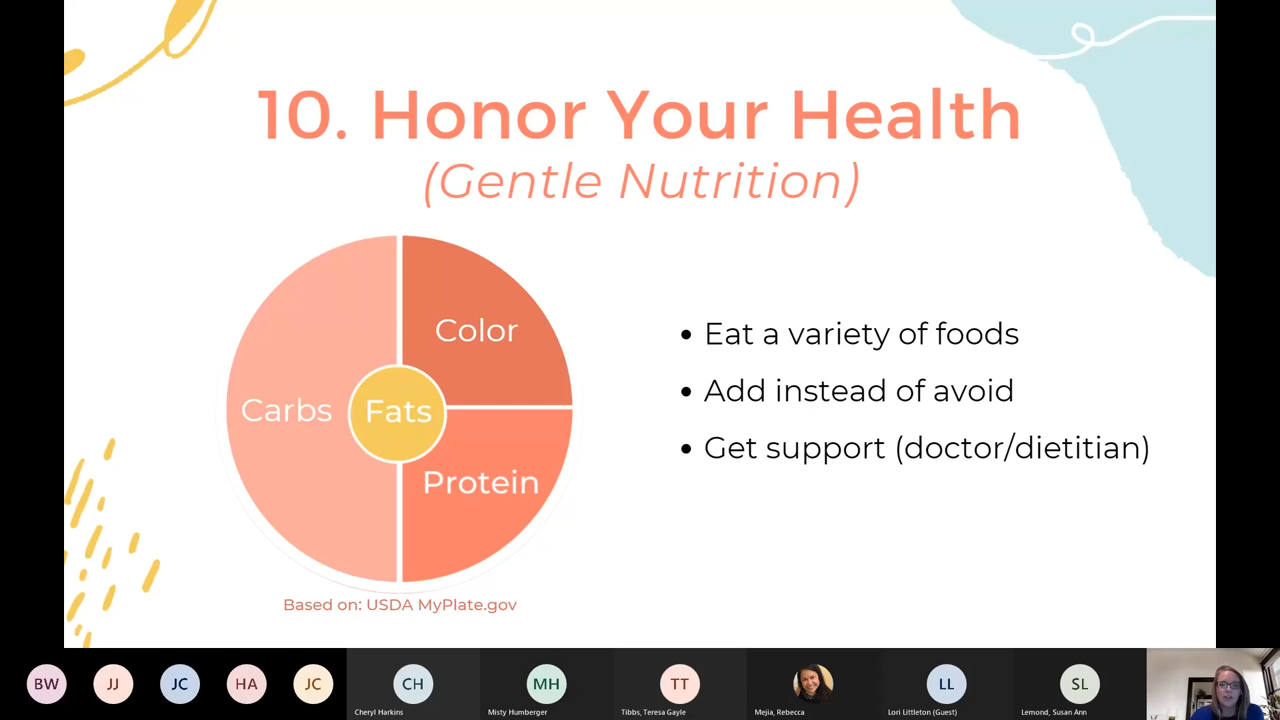 10. Honor Your Health
(Gentle Nutrition)
Color
Carbs
Fats
Protein
Based on: USDA MyPlate.gov
• Eat a variety of foods
• Add instead of avoid
• Get support (doctor/dietitian)
BW
JJ
JC
HA
JC
CH
MH
TT
LL
SL
Cheryl Harkins
Misty Humberger
Tibbs, Teresa Gayle
Mejia, Rebecca
Lori Littleton (Guest)
Lemond, Susan Ann